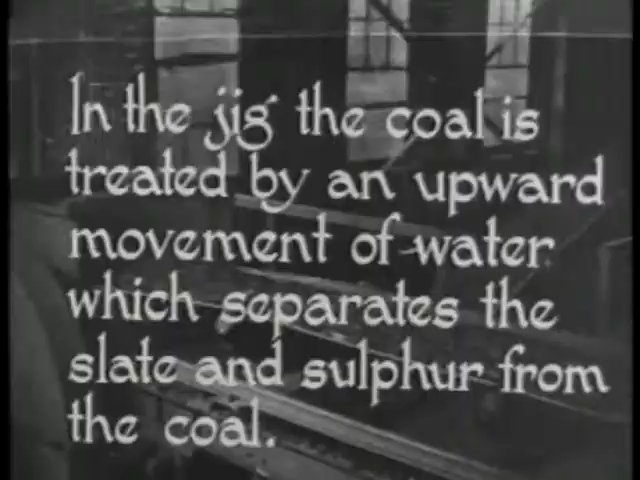 In the jig the coal is
treated by an upward
movement of water
which separates the
slate and sulphur from
the coal.